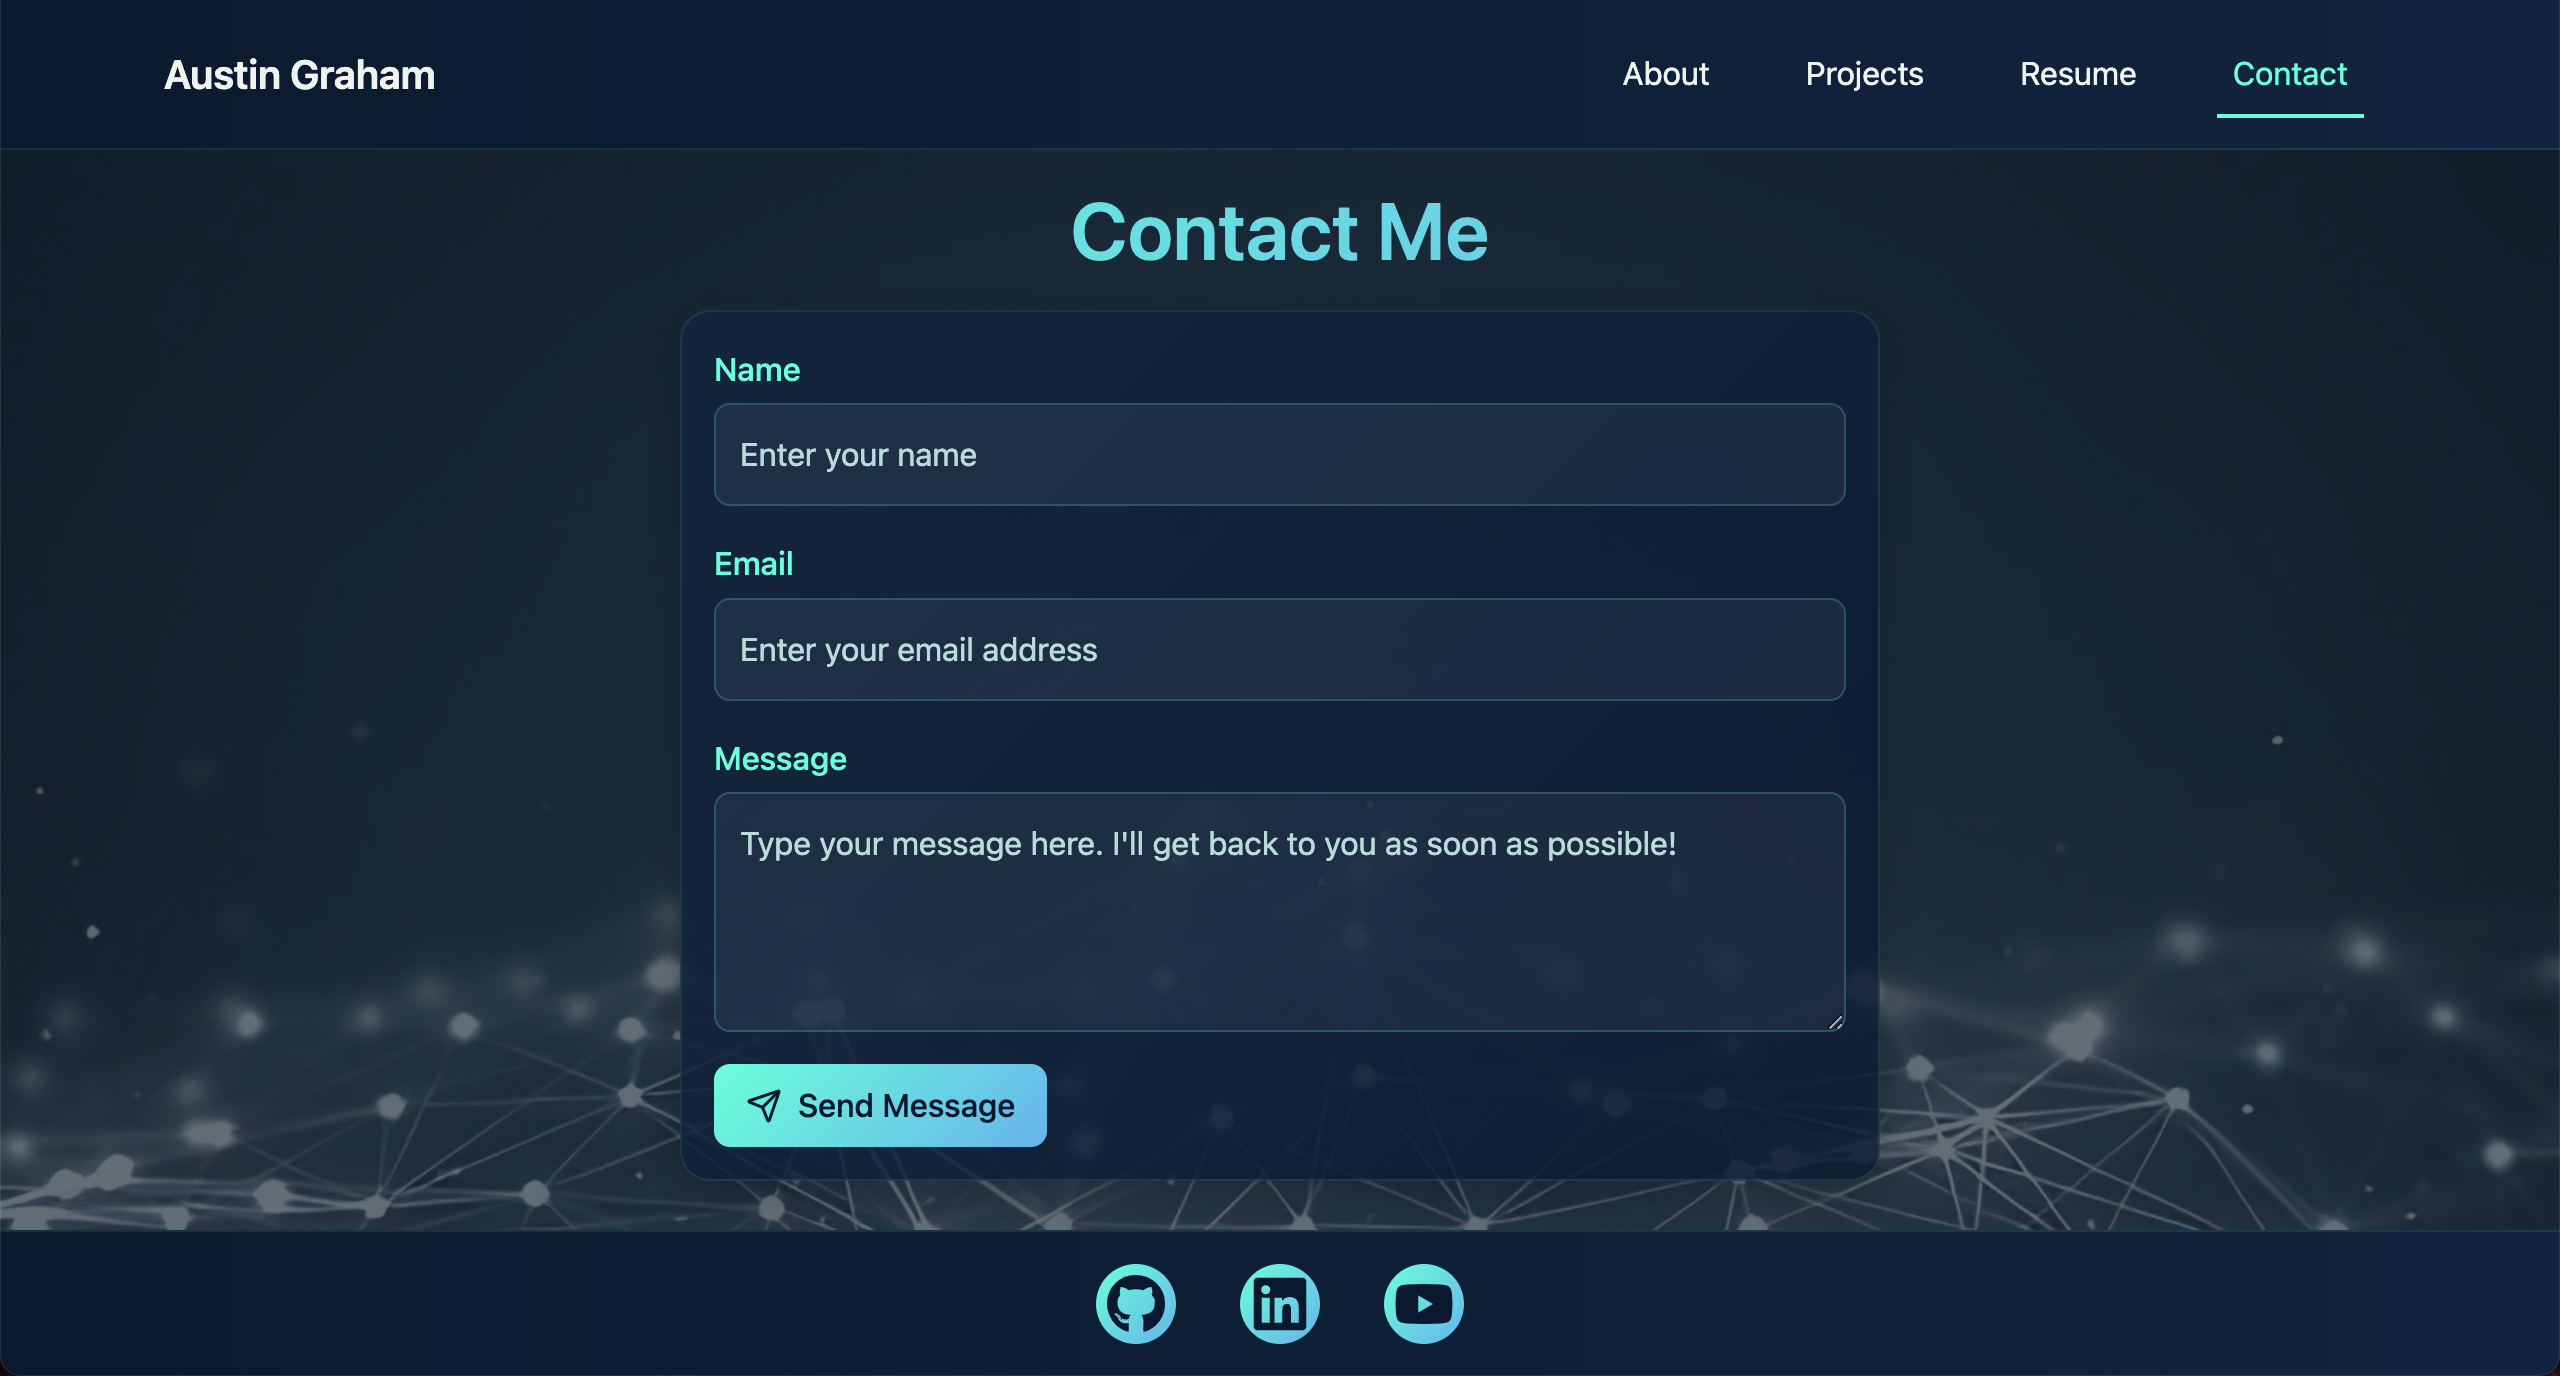 Austin Graham
About
Projects
Resume
Contact
Contact Me
Name
Enter your name
Email
Enter your email address
Message
Type your message here. I'll get back to you as soon as possible!
Send Message
in